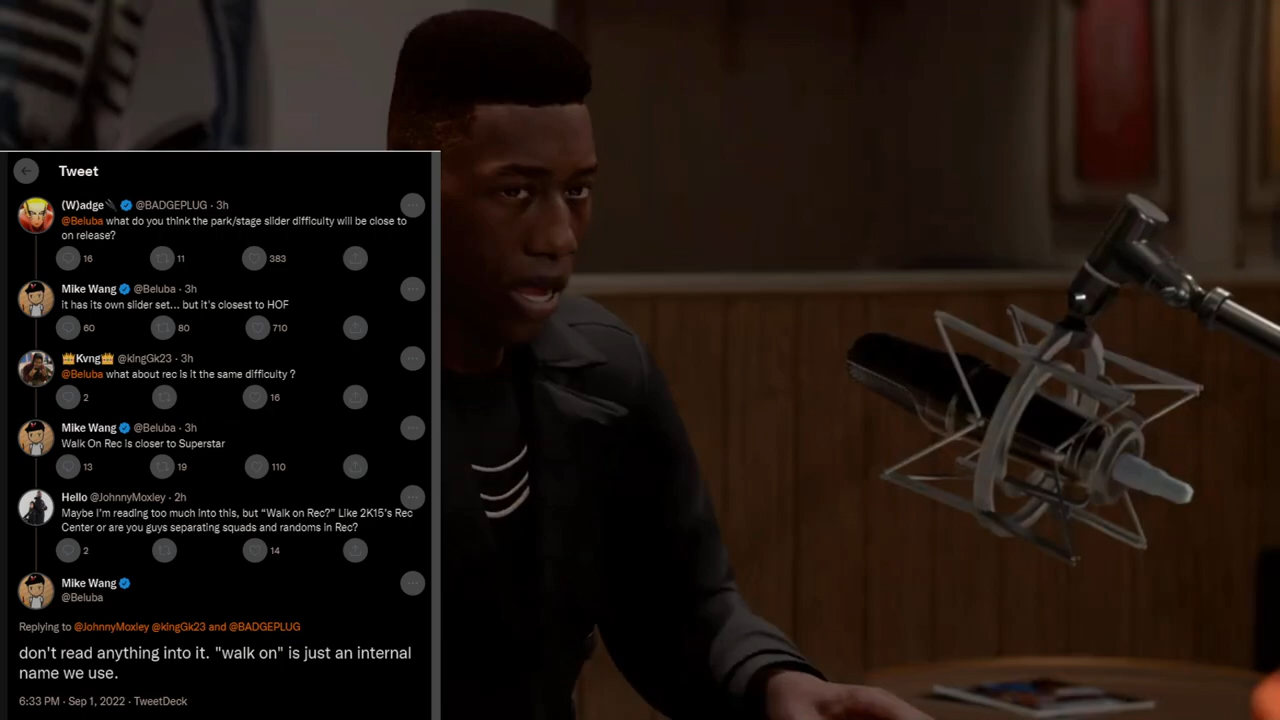 Tweet
(W)adge @BADGEPLUG · 3h
@Beluba what do you think the park/stage slider difficulty will be close to
on release?
16 11 383
Mike Wang @Beluba · 3h
it has its own slider set... but it's closest to HOF
60 80 710
👑Kvng👑 @kingGk23 · 3h
@Beluba what about rec is it the same difficulty ?
2 16
Mike Wang @Beluba · 3h
Walk On Rec is closer to Superstar
13 19 110
Hello @JohnnyMoxley · 2h
Maybe I'm reading too much into this, but “Walk on Rec?” Like 2K15's Rec
Center or are you guys separating squads and randoms in Rec?
2 14
Mike Wang
@Beluba
Replying to @JohnnyMoxley @kingGk23 and @BADGEPLUG
don't read anything into it. "walk on" is just an internal
name we use.
6:33 PM · Sep 1, 2022 · TweetDeck